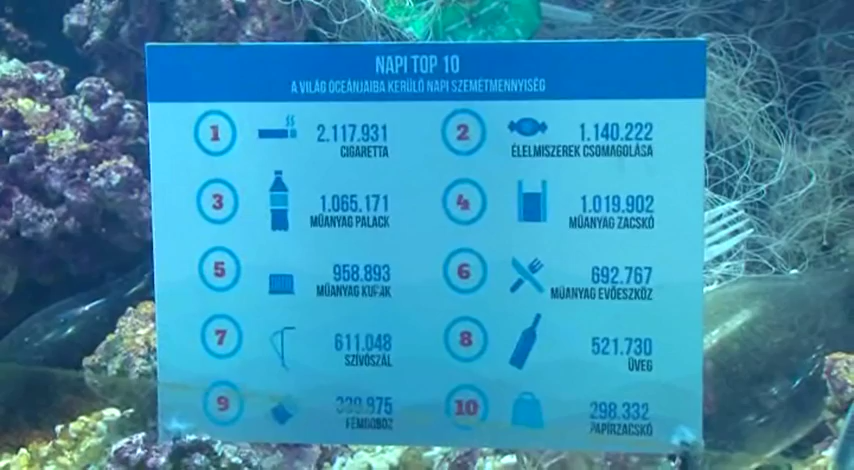 NAPI TOP 10
A VILÁG ÓCEÁNJAIBA KERÜLŐ NAPI SZEMÉTMENNYISÉG
1 2.117.931
CIGARETTA
2 1.140.222
ÉLELMISZEREK CSOMAGOLÁSA
3 1.065.171
MŰANYAG PALACK
4 1.019.902
MŰANYAG ZACSKÓ
5 958.893
MŰANYAG KUPAK
6 692.767
MŰANYAG EVŐESZKÖZ
7 611.048
SZÍVÓSZÁL
8 521.730
ÜVEG
9
FÉMDOBOZ
10 298.332
PAPÍRZACSKÓ